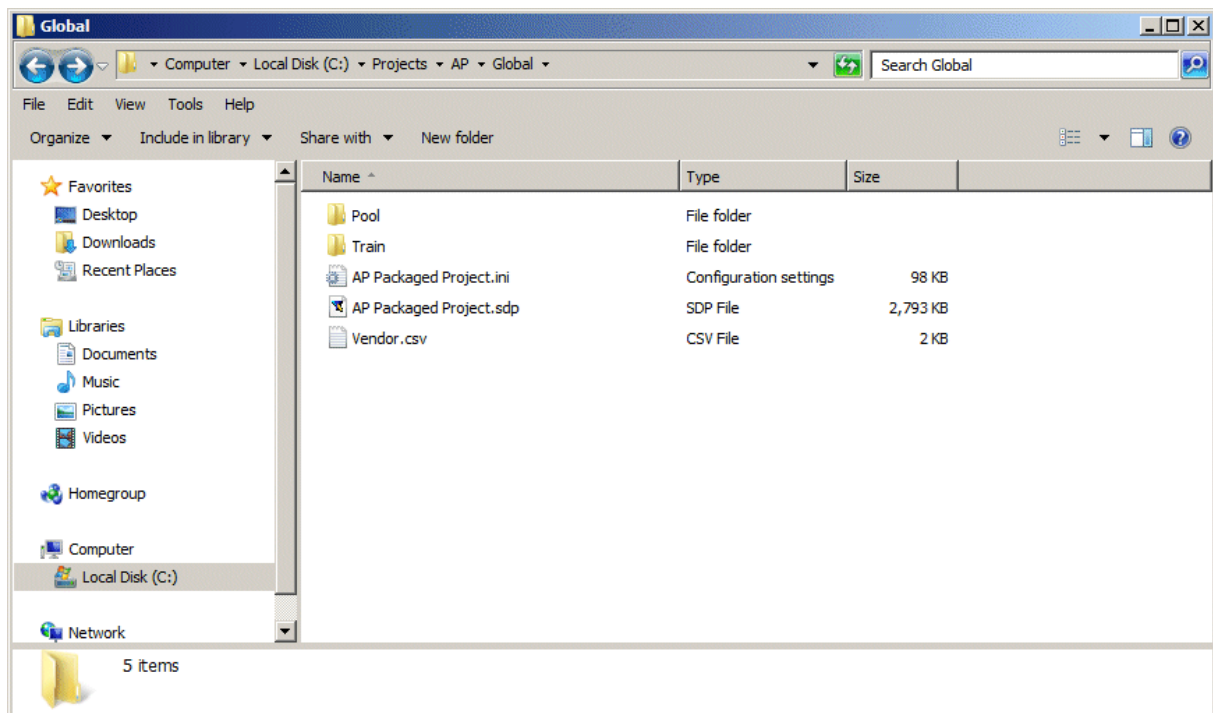 Global
Computer Local Disk (C:) Projects AP Global
Search Global
File Edit View Tools Help
Organize Include in library Share with New folder
Favorites
Desktop
Downloads
Recent Places
Libraries
Documents
Music
Pictures
Videos
Homegroup
Computer
Local Disk (C:)
Network
Name Type Size
Pool File folder
Train File folder
AP Packaged Project.ini Configuration settings 98 KB
AP Packaged Project.sdp SDP File 2,793 KB
Vendor.csv CSV File 2 KB
5 items